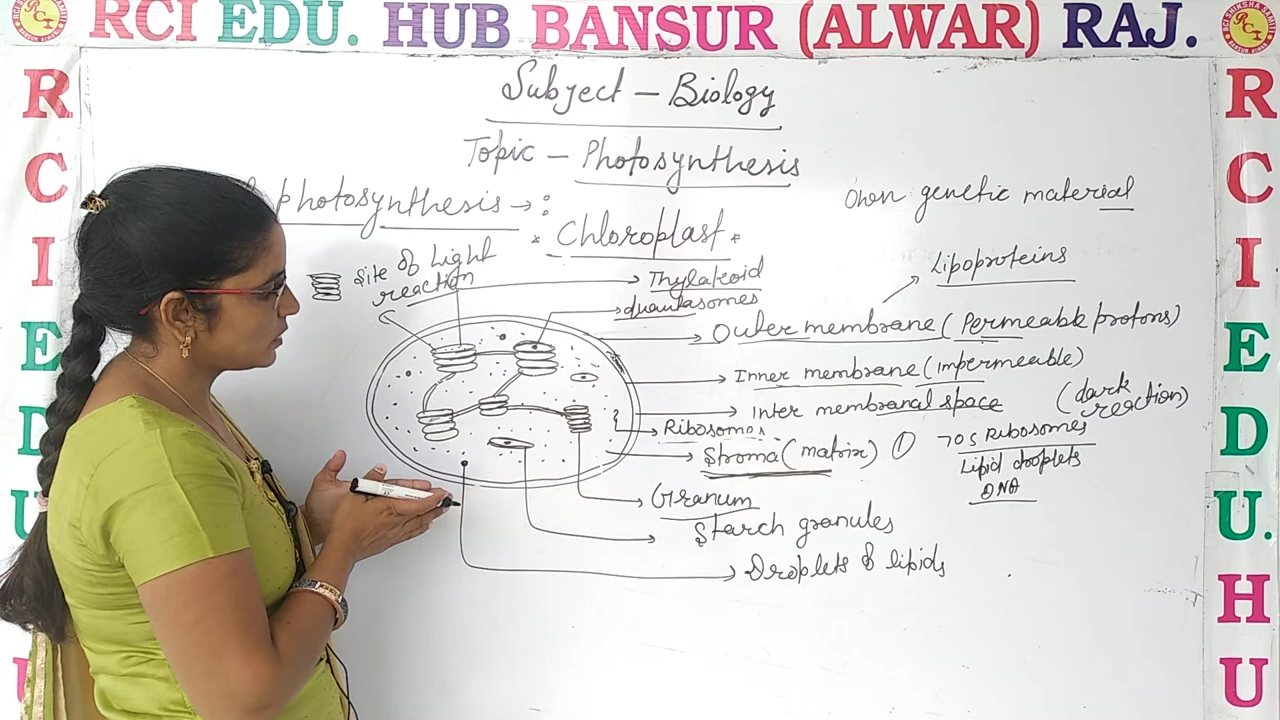 RCI EDU. HUB BANSUR (ALWAR) RAJ.
R
C
I
E
D
U
R
C
I
E
D
U.
H
U
Subject - Biology
Topic - Photosynthesis
photosynthesis → :
Own genetic material
* Chloroplast *
Site of Light
reaction
Lipoproteins
Thylakoid
quantasomes
Outer membrane (Permeable protons)
Inner membrane (impermeable)
Inter membranal space
(dark
reaction)
Ribosomes
Stroma (matrix) ①
70S Ribosomes
Lipid droplets
DNA
Granum
Starch granules
Droplets of lipids